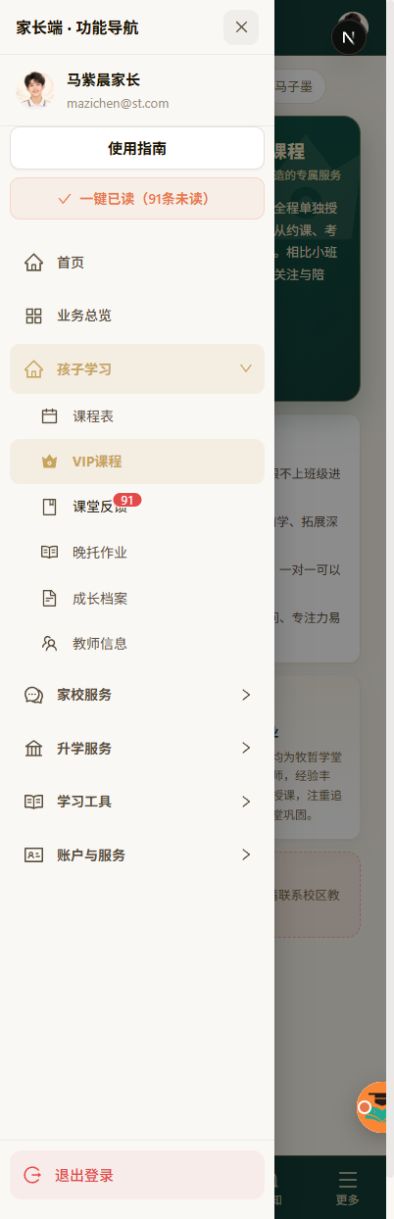 家长端 · 功能导航
马紫晨家长
mazichen@st.com
使用指南
一键已读（91条未读）
首页
业务总览
孩子学习
课程表
VIP课程
课堂反馈
91
晚托作业
成长档案
教师信息
家校服务
升学服务
学习工具
账户与服务
退出登录
N
马子墨
课程
造的专属服务
全程单独授
从约课、考
。相比小班
关注与陪
跟不上班级进
学、拓展深
一对一可以
、专注力易
均为牧哲学堂
师，经验丰
授课，注重追
堂巩固。
请联系校区教
知
更多